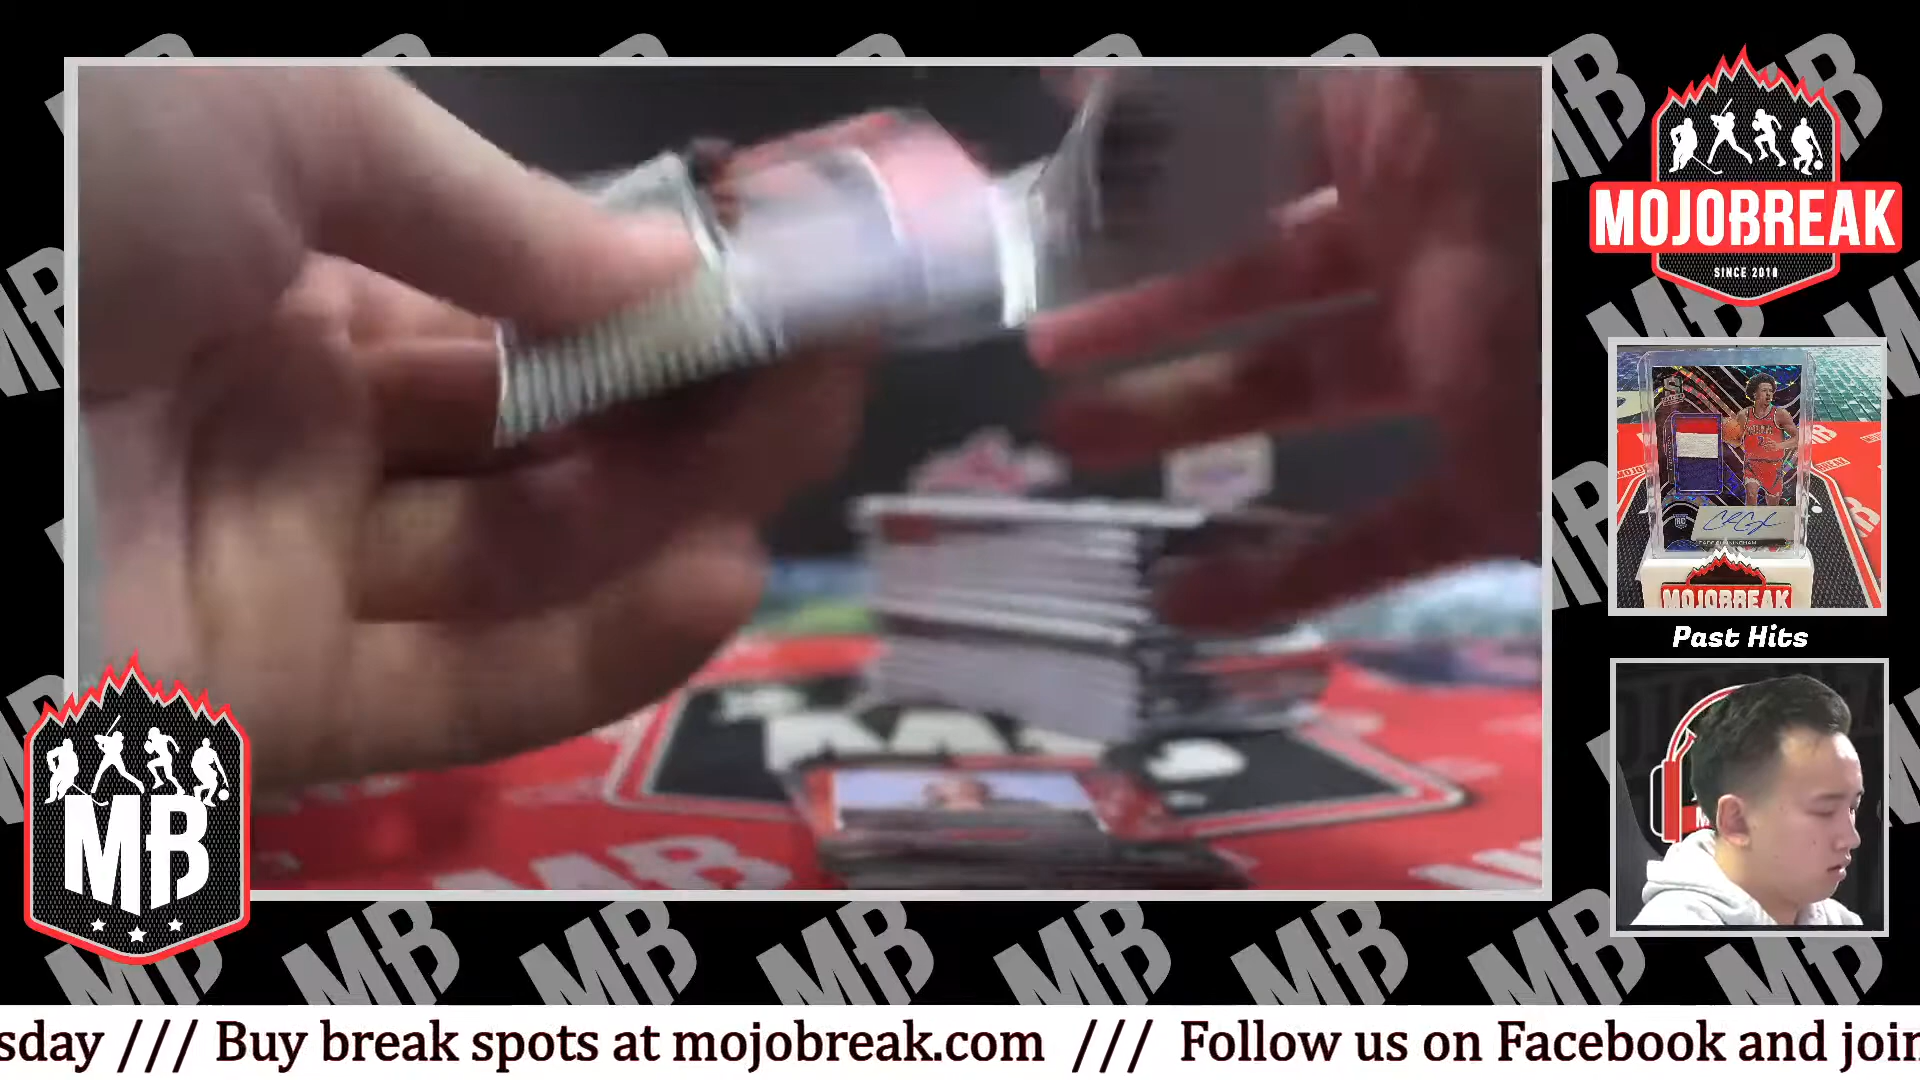 MOJOBREAK
SINCE 2010
MOJOBREAK
Past Hits
MB
sday /// Buy break spots at mojobreak.com /// Follow us on Facebook and join